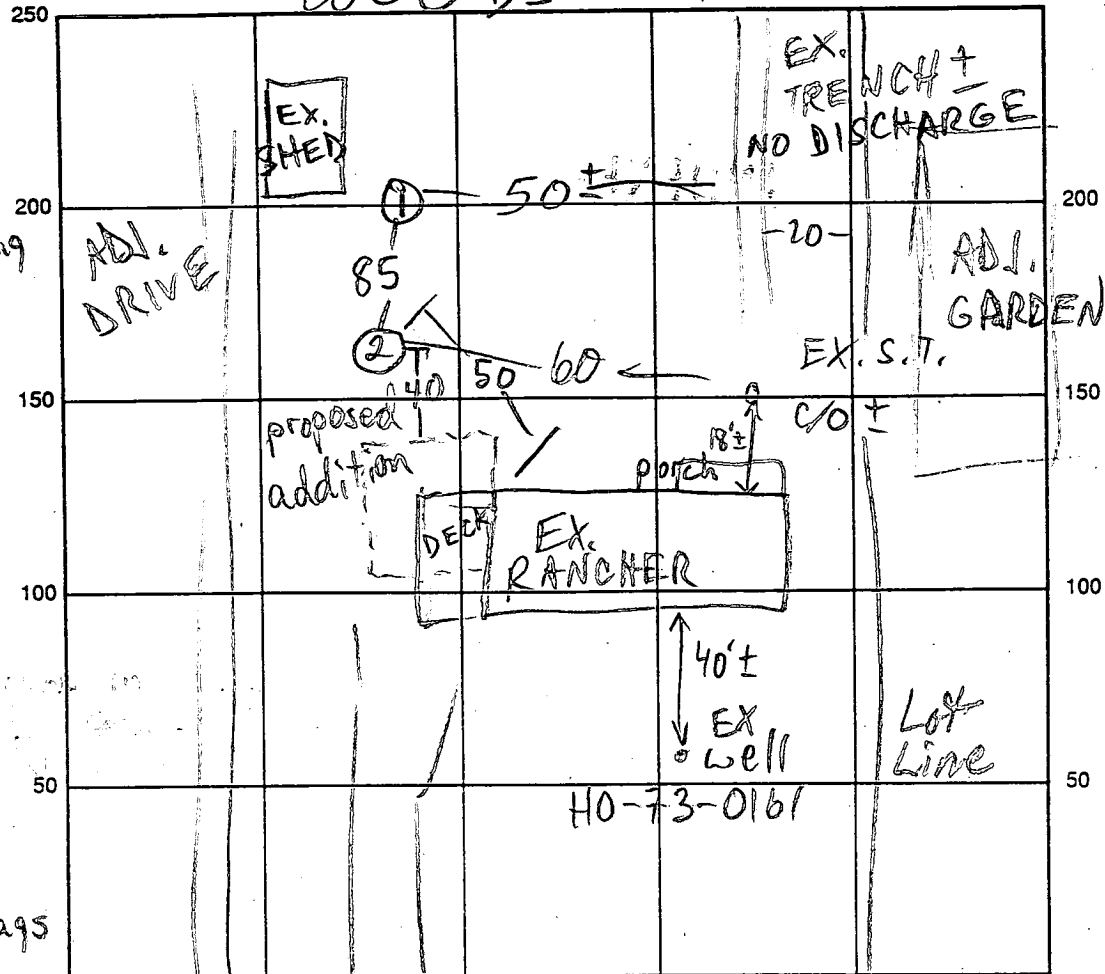 WOODS
250
EX.
TRENCH ±
NO DISCHARGE
EX.
SHED
① 50 ±
200
200
-20-
ADJ.
DRIVE
85
ADJ.
GARDEN
② 60
50
40
EX. S.T.
C/O ±
150
150
proposed
addition
18'±
porch
DECK
EX.
RANCHER
100
100
40'±
EX
well
Lot
Line
50
50
HO-73-0161